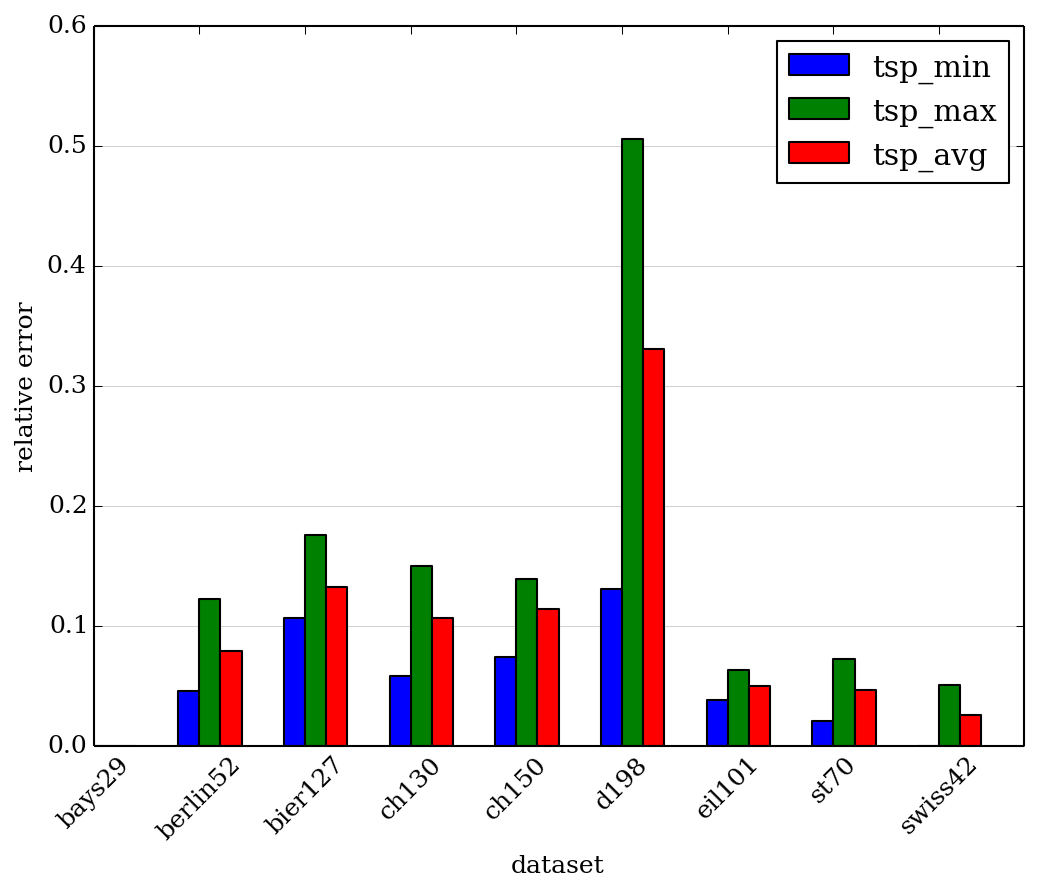 0.6
0.5
0.4
0.3
0.2
0.1
0.0
relative error
tsp_min
tsp_max
tsp_avg
bays29
berlin52
bier127
ch130
ch150
d198
eil101
st70
swiss42
dataset